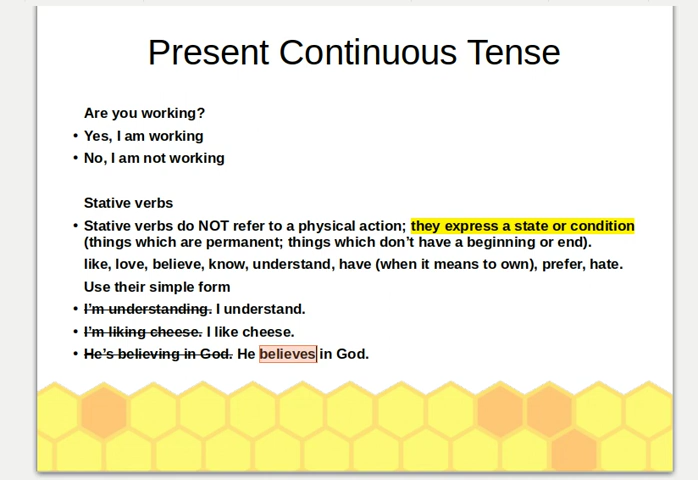 Present Continuous Tense
Are you working?
• Yes, I am working
• No, I am not working
Stative verbs
• Stative verbs do NOT refer to a physical action; they express a state or condition
(things which are permanent; things which don’t have a beginning or end).
like, love, believe, know, understand, have (when it means to own), prefer, hate.
Use their simple form
• I’m understanding. I understand.
• I’m liking cheese. I like cheese.
• He’s believing in God. He believes in God.